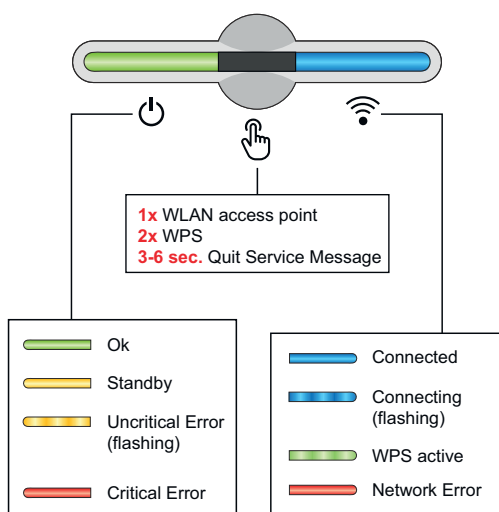 1x WLAN access point
2x WPS
3-6 sec. Quit Service Message
Ok
Standby
Uncritical Error
(flashing)
Critical Error
Connected
Connecting
(flashing)
WPS active
Network Error